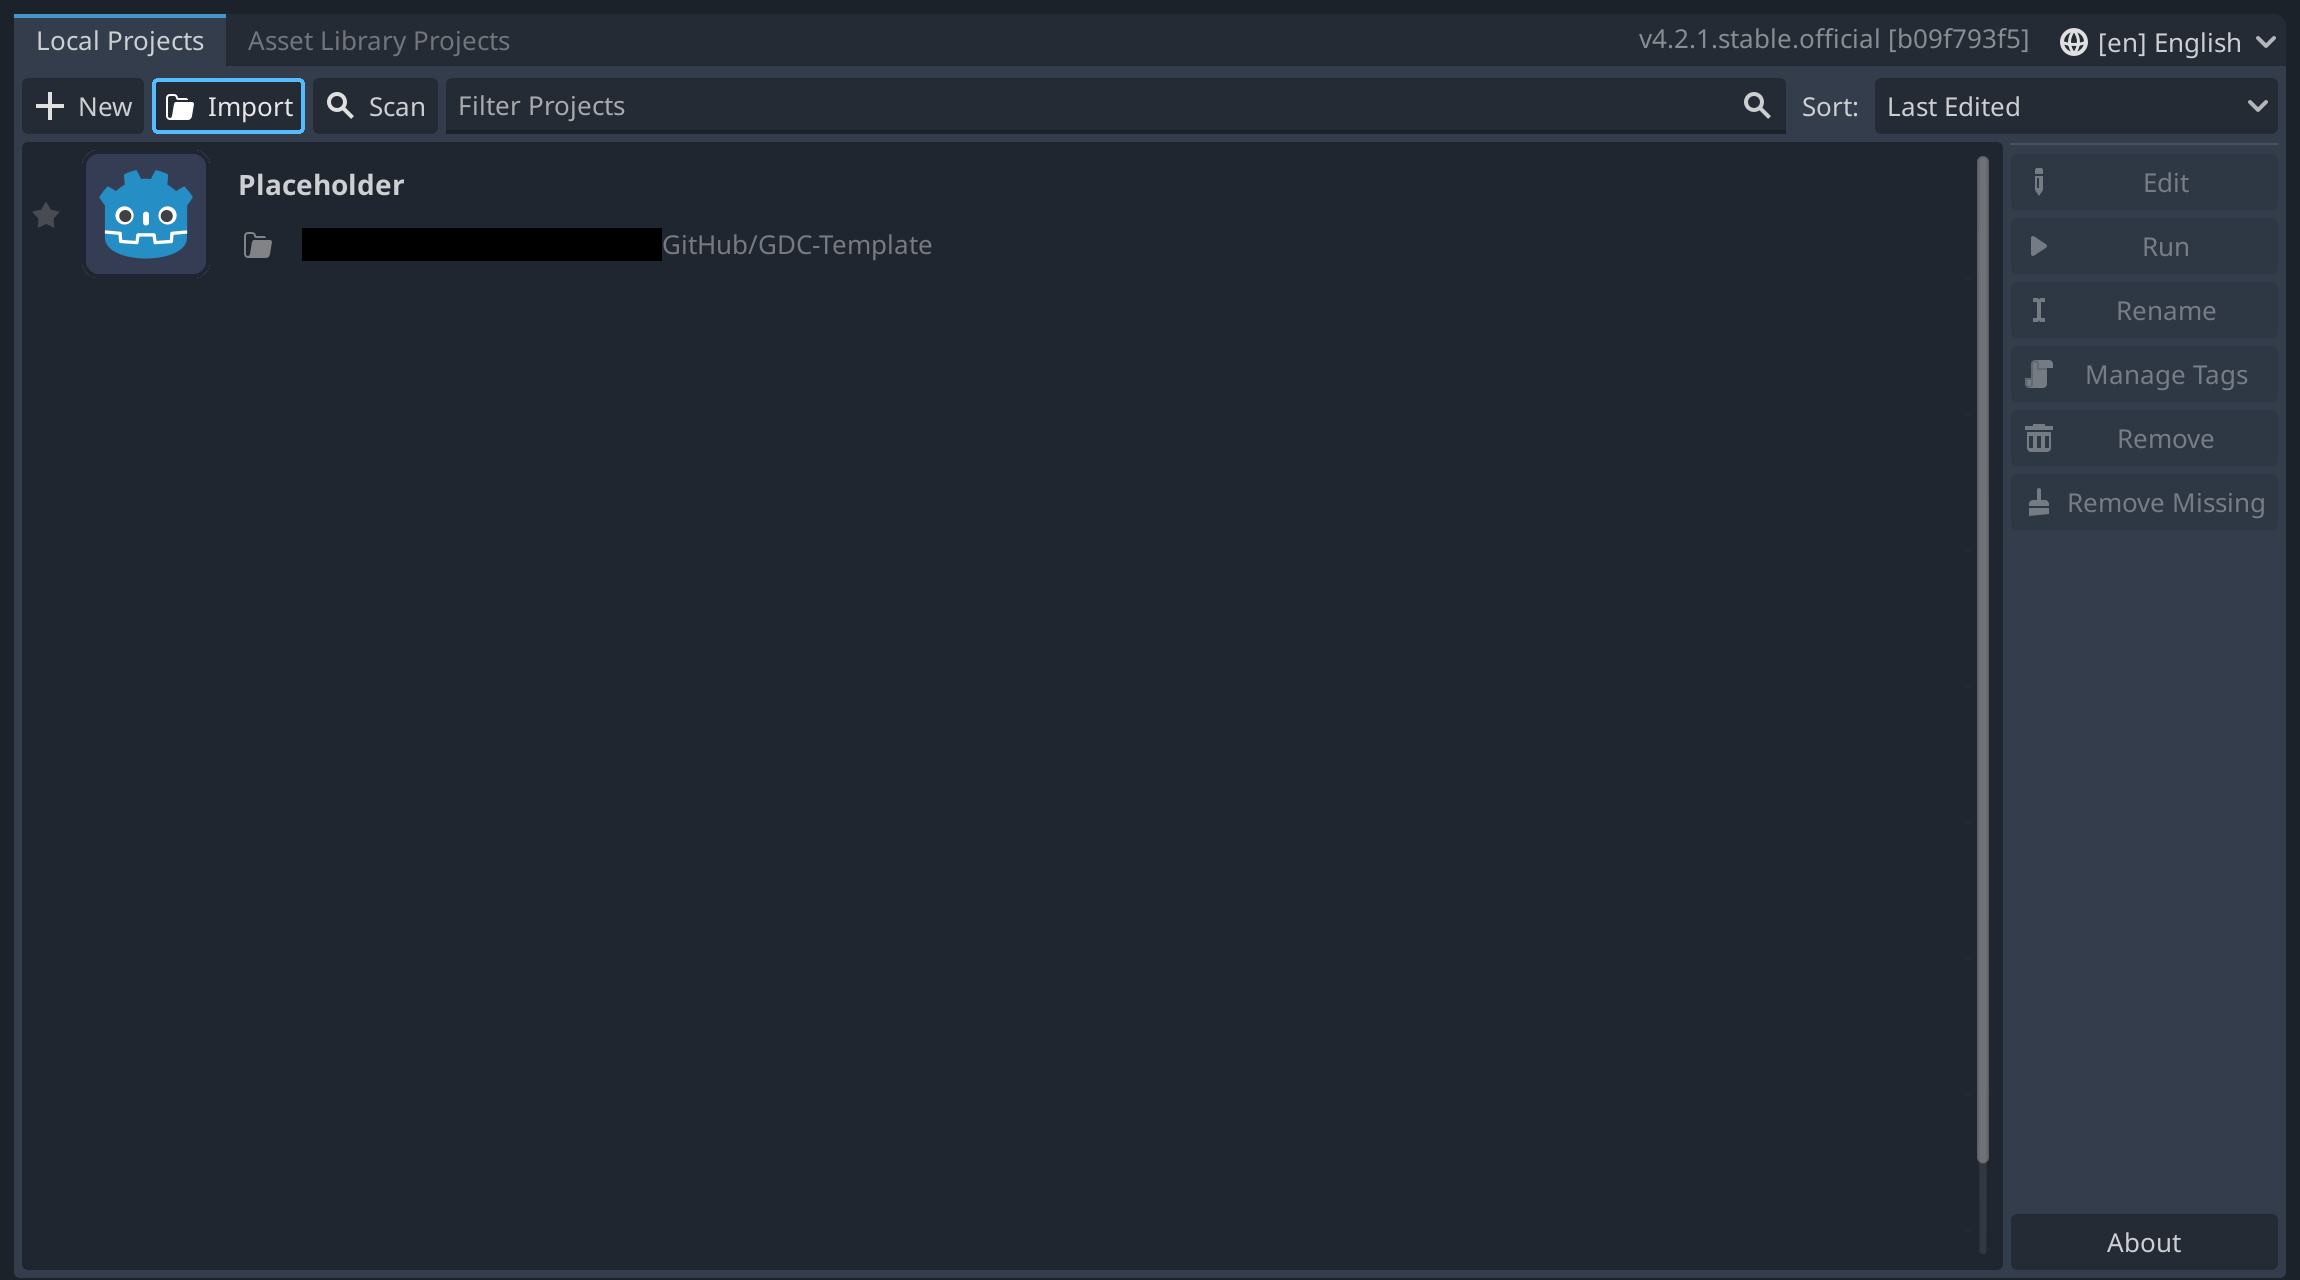 Local Projects
Asset Library Projects
v4.2.1.stable.official [b09f793f5]
[en] English
New
Import
Scan
Filter Projects
Sort:
Last Edited
Placeholder
GitHub/GDC-Template
Edit
Run
Rename
Manage Tags
Remove
Remove Missing
About